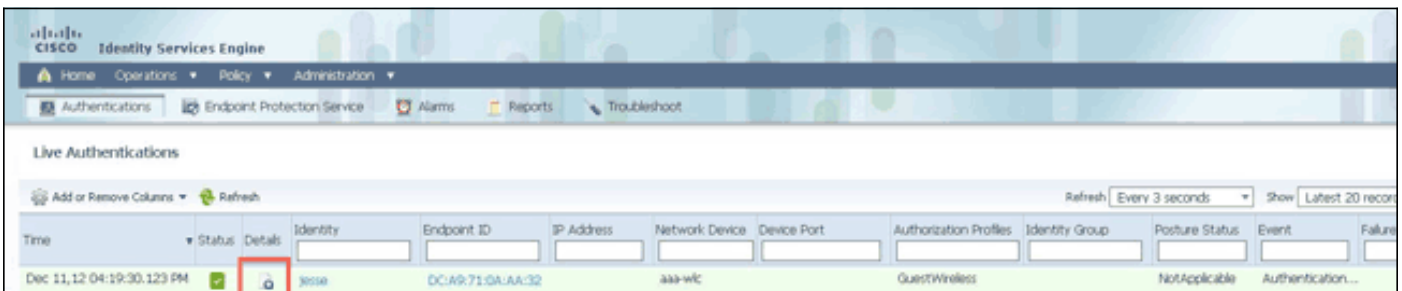 CISCO Identity Services Engine
Home Operations Policy Administration
Authentications Endpoint Protection Service Alarms Reports Troubleshoot
Live Authentications
Add or Remove Columns Refresh Refresh Every 3 seconds Show Latest 20 recor
Time Status Details Identity Endpoint ID IP Address Network Device Device Port Authorization Profiles Identity Group Posture Status Event Failure
Dec 11,12 04:19:30.123 PM jesse DC:A9:71:0A:AA:32 aaa-wlc GuestWireless NotApplicable Authentication...